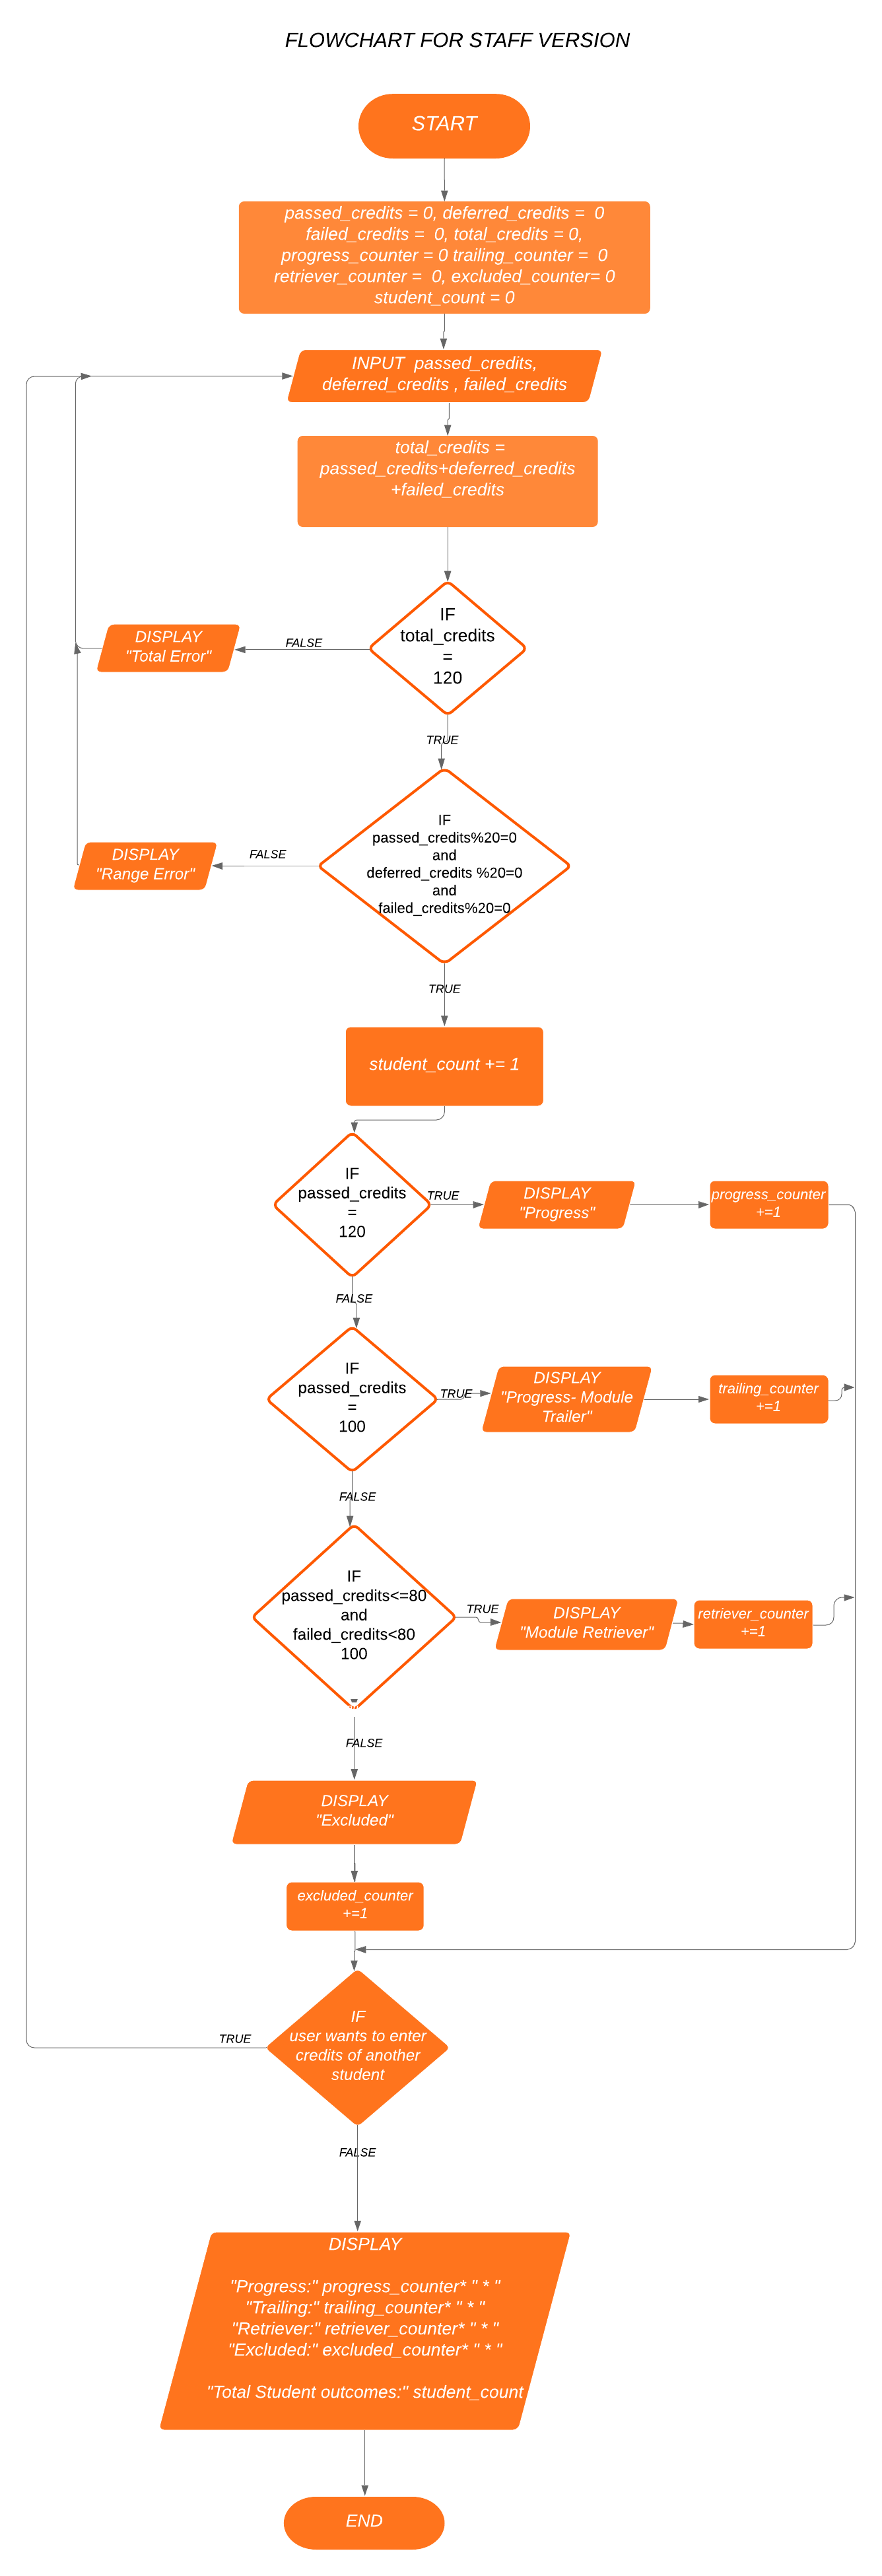 FLOWCHART FOR STAFF VERSION
START
passed_credits = 0, deferred_credits =  0
failed_credits =  0, total_credits = 0,
progress_counter = 0 trailing_counter =  0
retriever_counter =  0, excluded_counter= 0
student_count = 0
INPUT  passed_credits,
deferred_credits , failed_credits
total_credits =
passed_credits+deferred_credits
+failed_credits
IF
total_credits
=
120
FALSE
DISPLAY
"Total Error"
TRUE
IF
passed_credits%20=0
and
deferred_credits %20=0
and
failed_credits%20=0
FALSE
DISPLAY
"Range Error"
TRUE
student_count += 1
IF
passed_credits
=
120
TRUE
DISPLAY
"Progress"
progress_counter
+=1
FALSE
IF
passed_credits
=
100
TRUE
DISPLAY
"Progress- Module
Trailer"
trailing_counter
+=1
FALSE
IF
passed_credits<=80
and
failed_credits<80
100
TRUE
DISPLAY
"Module Retriever"
retriever_counter
+=1
FALSE
DISPLAY
"Excluded"
excluded_counter
+=1
IF
user wants to enter
credits of another
student
TRUE
FALSE
DISPLAY
"Progress:" progress_counter* " * "
"Trailing:" trailing_counter* " * "
"Retriever:" retriever_counter* " * "
"Excluded:" excluded_counter* " * "
"Total Student outcomes:" student_count
END